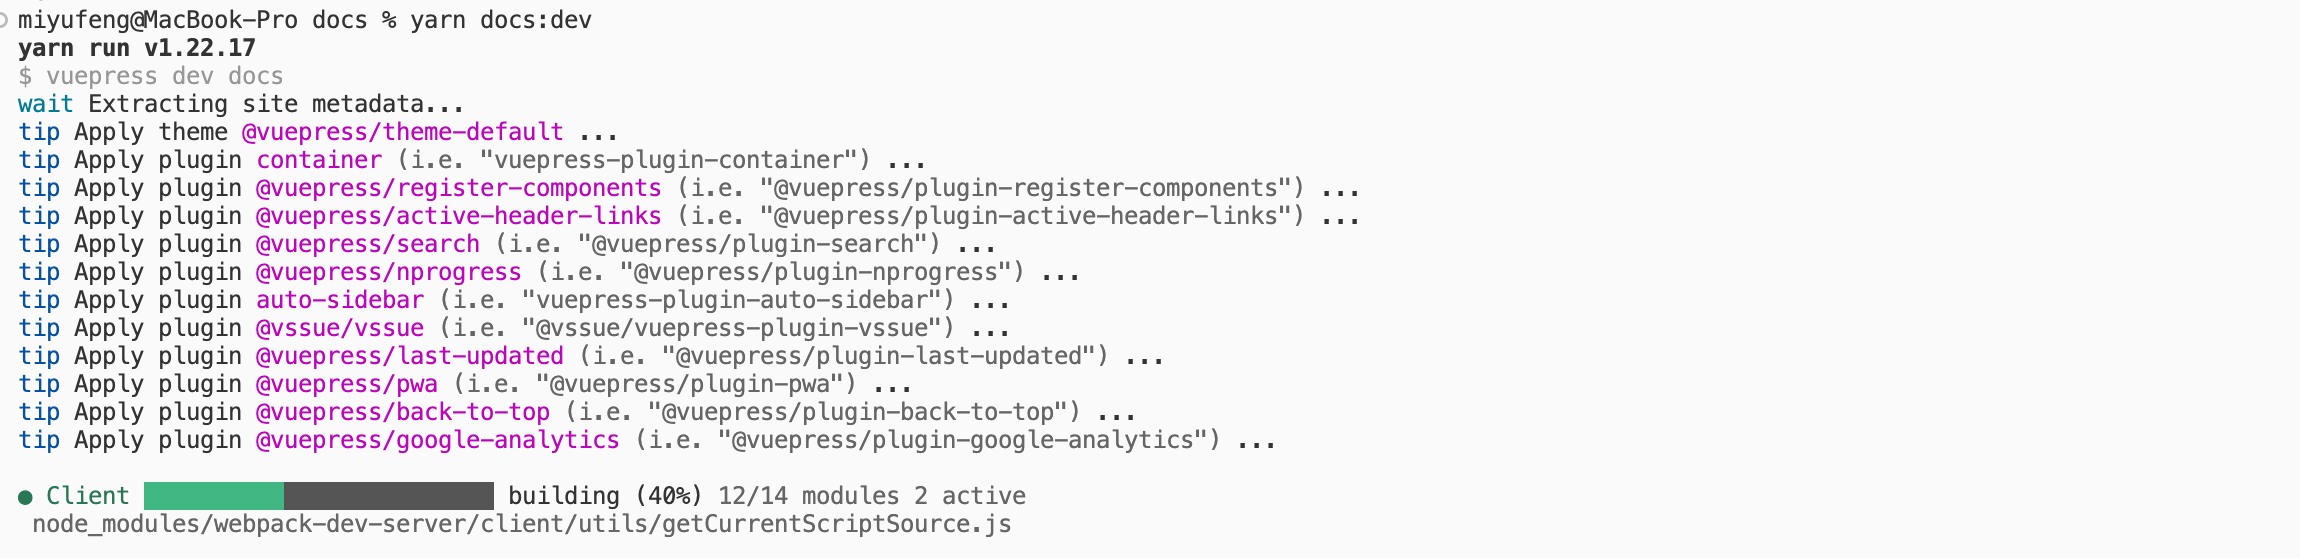 miyufeng@MacBook-Pro docs % yarn docs:dev
yarn run v1.22.17
$ vuepress dev docs
wait Extracting site metadata...
tip Apply theme @vuepress/theme-default ...
tip Apply plugin container (i.e. "vuepress-plugin-container") ...
tip Apply plugin @vuepress/register-components (i.e. "@vuepress/plugin-register-components") ...
tip Apply plugin @vuepress/active-header-links (i.e. "@vuepress/plugin-active-header-links") ...
tip Apply plugin @vuepress/search (i.e. "@vuepress/plugin-search") ...
tip Apply plugin @vuepress/nprogress (i.e. "@vuepress/plugin-nprogress") ...
tip Apply plugin auto-sidebar (i.e. "vuepress-plugin-auto-sidebar") ...
tip Apply plugin @vssue/vssue (i.e. "@vssue/vuepress-plugin-vssue") ...
tip Apply plugin @vuepress/last-updated (i.e. "@vuepress/plugin-last-updated") ...
tip Apply plugin @vuepress/pwa (i.e. "@vuepress/plugin-pwa") ...
tip Apply plugin @vuepress/back-to-top (i.e. "@vuepress/plugin-back-to-top") ...
tip Apply plugin @vuepress/google-analytics (i.e. "@vuepress/plugin-google-analytics") ...
● Client building (40%) 12/14 modules 2 active
node_modules/webpack-dev-server/client/utils/getCurrentScriptSource.js